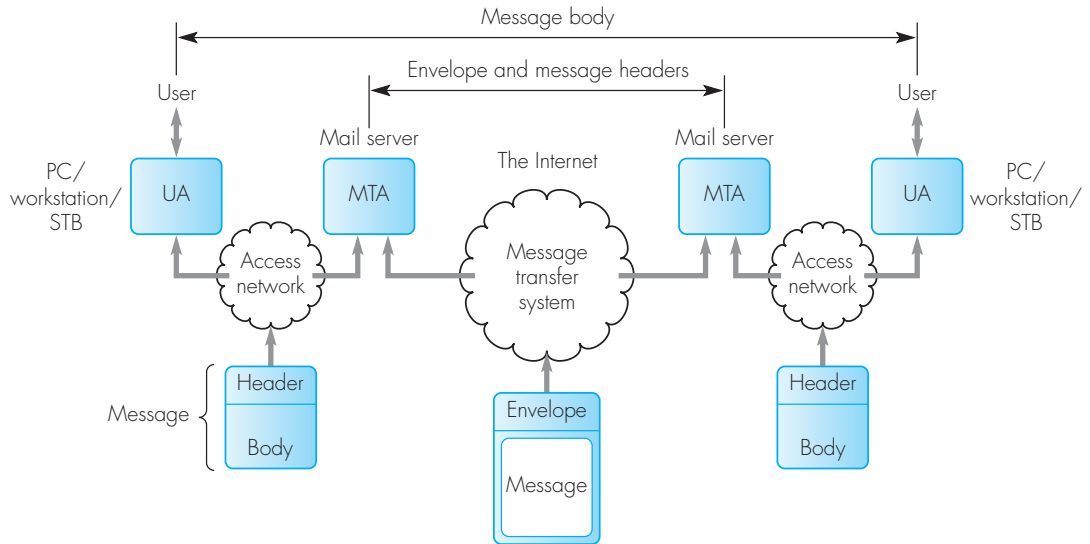 Message body
Envelope and message headers
User
User
Mail server
Mail server
The Internet
PC/
workstation/
STB
UA
MTA
MTA
UA
PC/
workstation/
STB
Access
network
Message
transfer
system
Access
network
Message
Header
Body
Envelope
Message
Header
Body